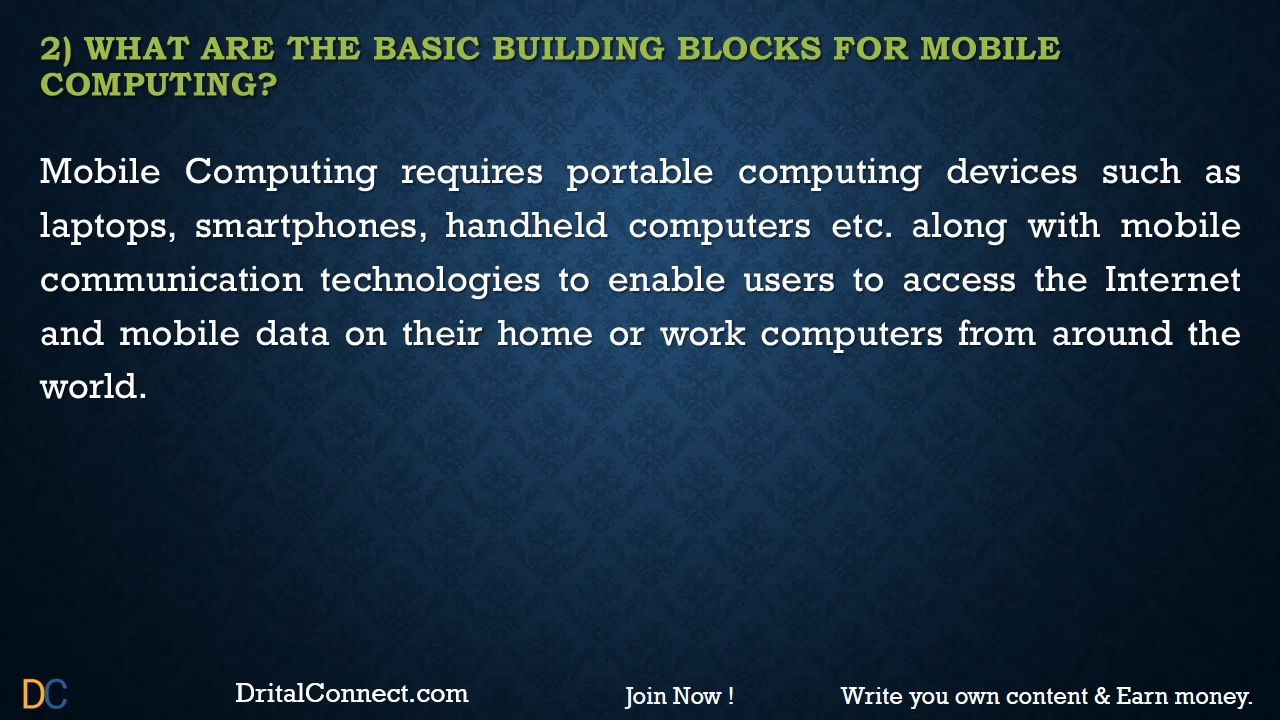 2) WHAT ARE THE BASIC BUILDING BLOCKS FOR MOBILE
COMPUTING?
Mobile Computing requires portable computing devices such as
laptops, smartphones, handheld computers etc. along with mobile
communication technologies to enable users to access the Internet
and mobile data on their home or work computers from around the
world.
DC
DritalConnect.com
Join Now !
Write you own content & Earn money.